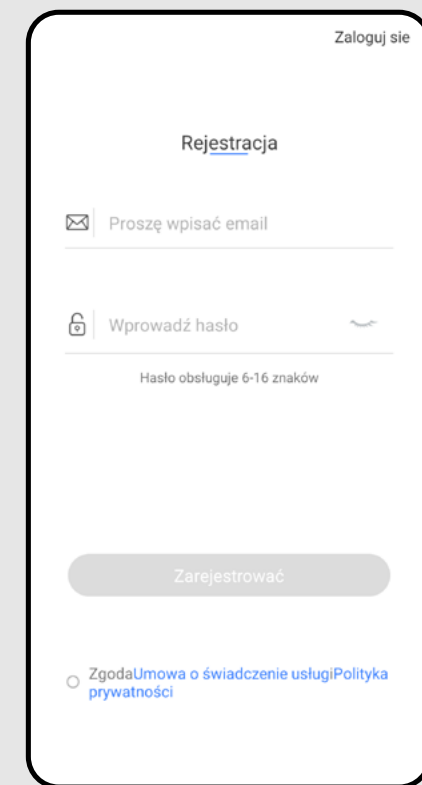 Zaloguj sie
Rejestracja
Proszę wpisać email
Wprowadź hasło
Hasło obsługuje 6-16 znaków
Zarejestrować
ZgodaUmowa o świadczenie usługiPolityka
prywatności